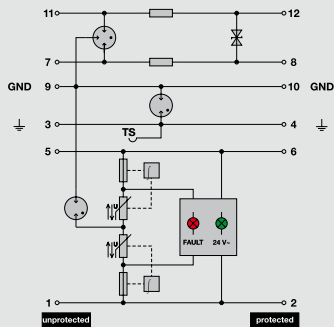 11 12
7 8
GND 9 10 GND
3 4
TS
5 6
U
U
FAULT 24 V~
1 2
unprotected protected